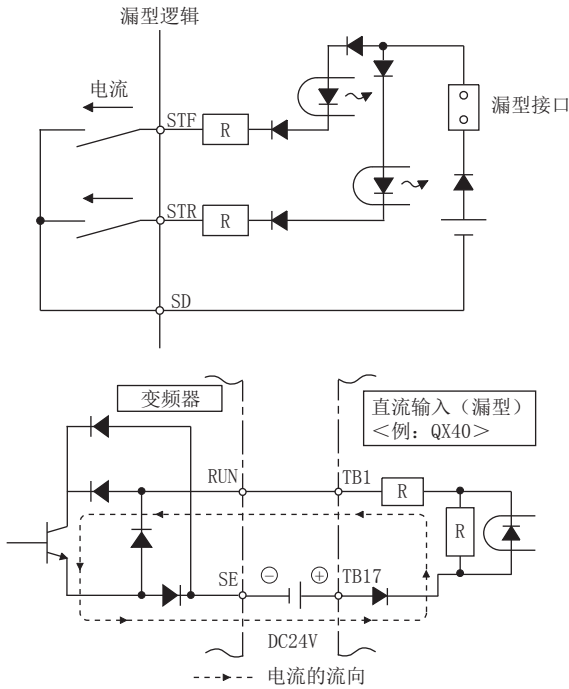 漏型逻辑
电流
STF
R
漏型接口
STR
R
SD
变频器
直流输入（漏型）
＜例：QX40＞
RUN
TB1
R
R
SE
⊖
⊕
TB17
DC24V
电流的流向